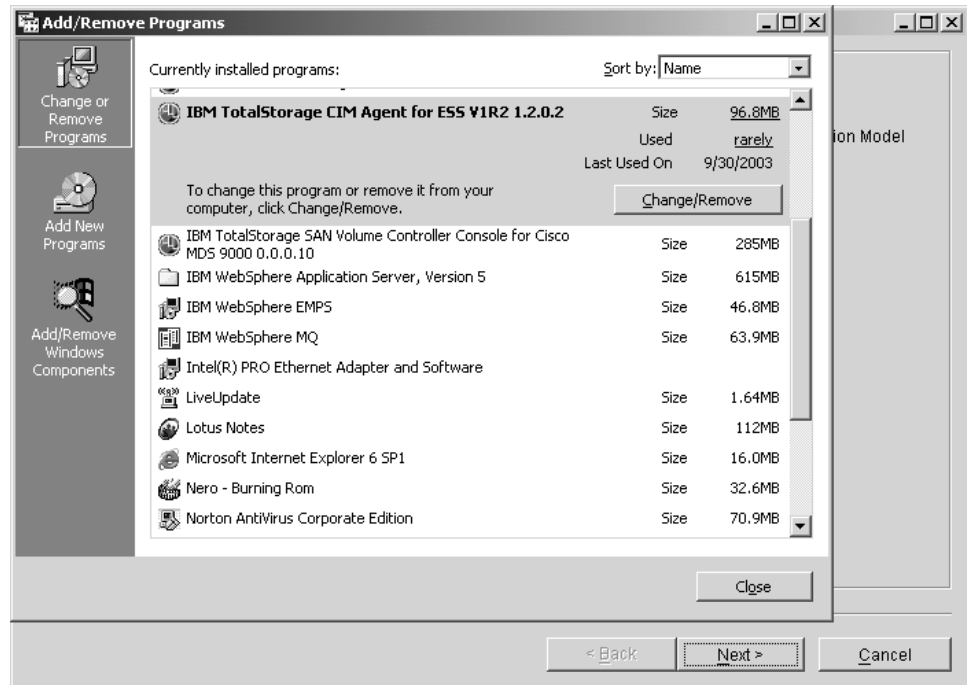 Add/Remove Programs
Change or
Remove
Programs
Add New
Programs
Add/Remove
Windows
Components
Currently installed programs:
Sort by: Name
IBM TotalStorage CIM Agent for ESS V1R2 1.2.0.2 Size 96.8MB
Used rarely
Last Used On 9/30/2003
To change this program or remove it from your
computer, click Change/Remove.
Change/Remove
IBM TotalStorage SAN Volume Controller Console for Cisco
MDS 9000 0.0.0.10 Size 285MB
IBM WebSphere Application Server, Version 5 Size 615MB
IBM WebSphere EMPS Size 46.8MB
IBM WebSphere MQ Size 63.9MB
Intel(R) PRO Ethernet Adapter and Software
LiveUpdate Size 1.64MB
Lotus Notes Size 112MB
Microsoft Internet Explorer 6 SP1 Size 16.0MB
Nero - Burning Rom Size 32.6MB
Norton AntiVirus Corporate Edition Size 70.9MB
Close
ion Model
< Back
Next >
Cancel